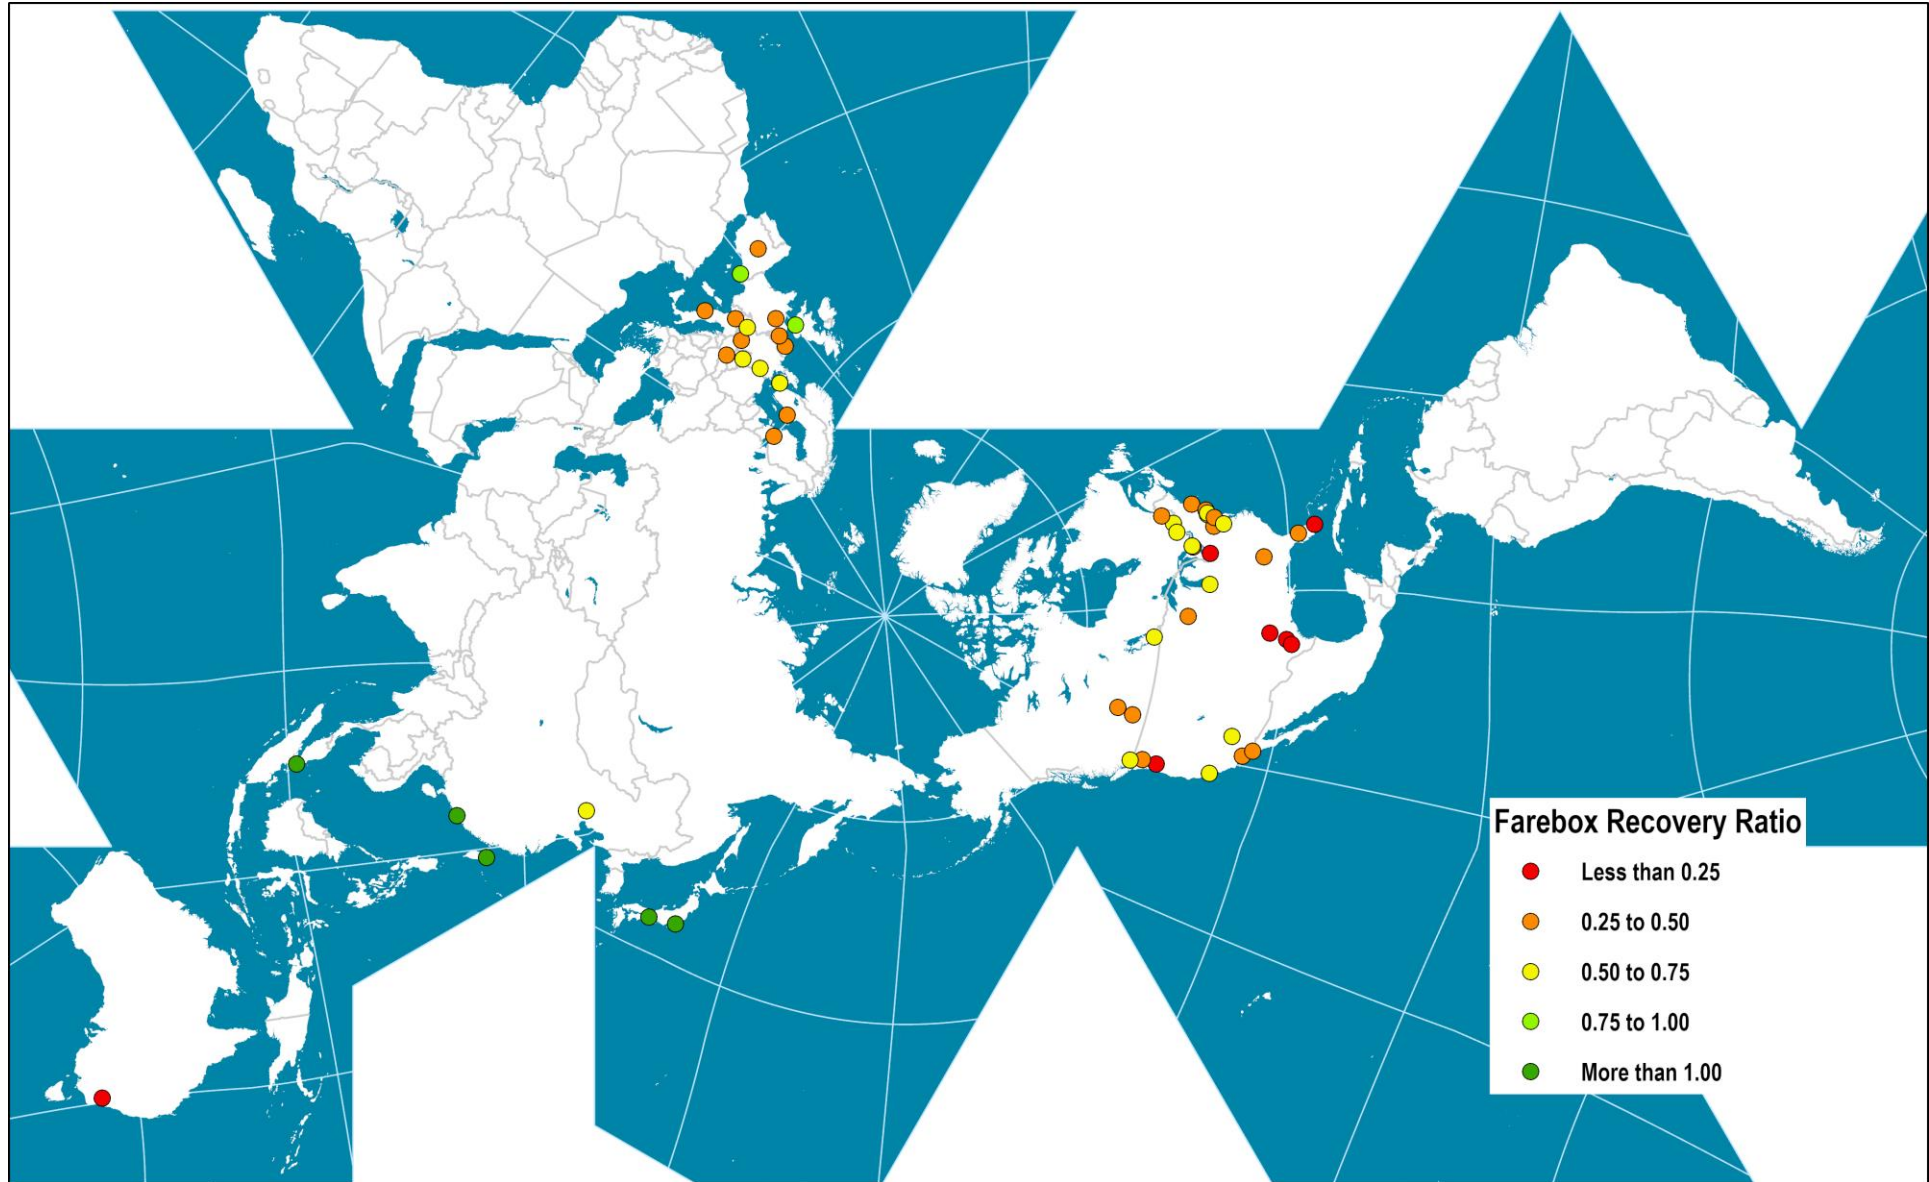 Farebox Recovery Ratio
Less than 0.25
0.25 to 0.50
0.50 to 0.75
0.75 to 1.00
More than 1.00